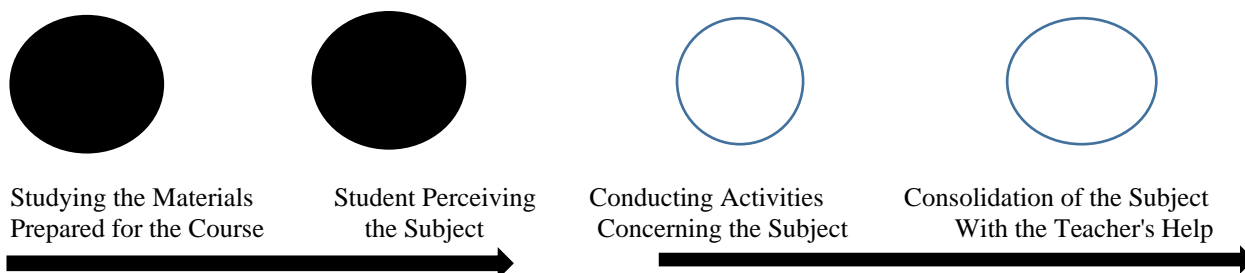 Studying the Materials
Prepared for the Course
Student Perceiving
the Subject
Conducting Activities
Concerning the Subject
Consolidation of the Subject
With the Teacher's Help